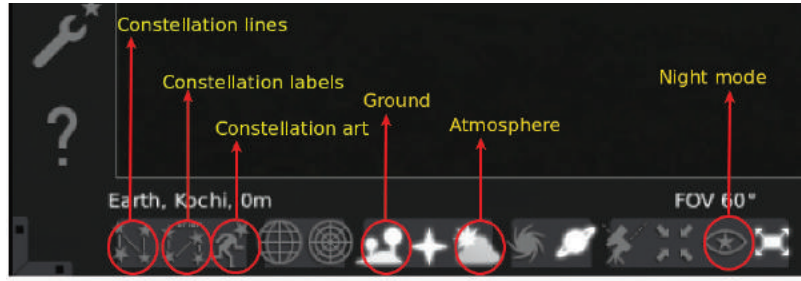 Constellation lines
Constellation labels
Constellation art
Ground
Atmosphere
Night mode
?
Earth, Kochi, 0m
FOV 60°